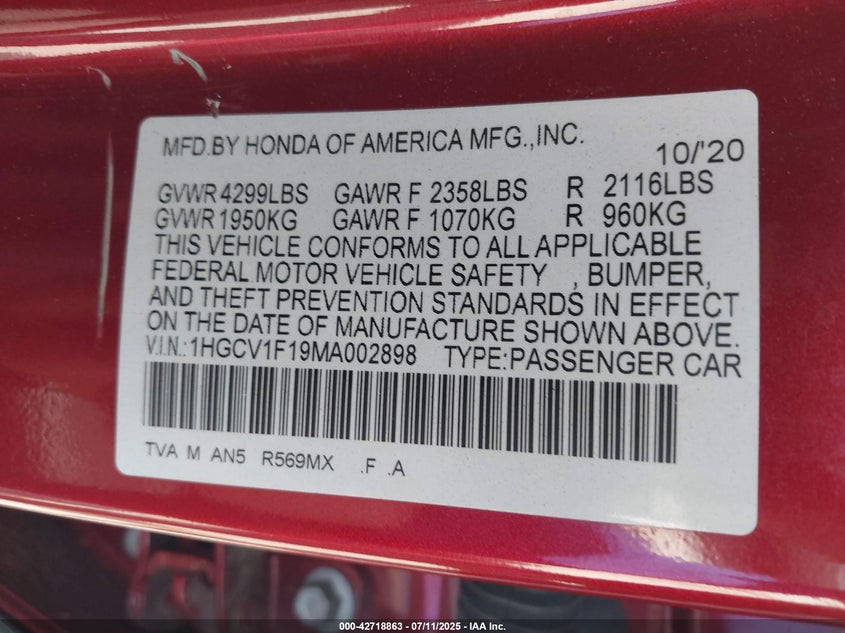 MFD.BY HONDA OF AMERICA MFG.,INC. 10/'20
GVWR 4299LBS GAWR F 2358LBS R 2116LBS
GVWR 1950KG GAWR F 1070KG R 960KG
THIS VEHICLE CONFORMS TO ALL APPLICABLE
FEDERAL MOTOR VEHICLE SAFETY , BUMPER,
AND THEFT PREVENTION STANDARDS IN EFFECT
ON THE DATE OF MANUFACTURE SHOWN ABOVE.
V.I.N.:1HGCV1F19MA002898 TYPE:PASSENGER CAR
TVA M AN5 R569MX .F .A
000-42718863 - 07/11/2025 - IAA Inc.